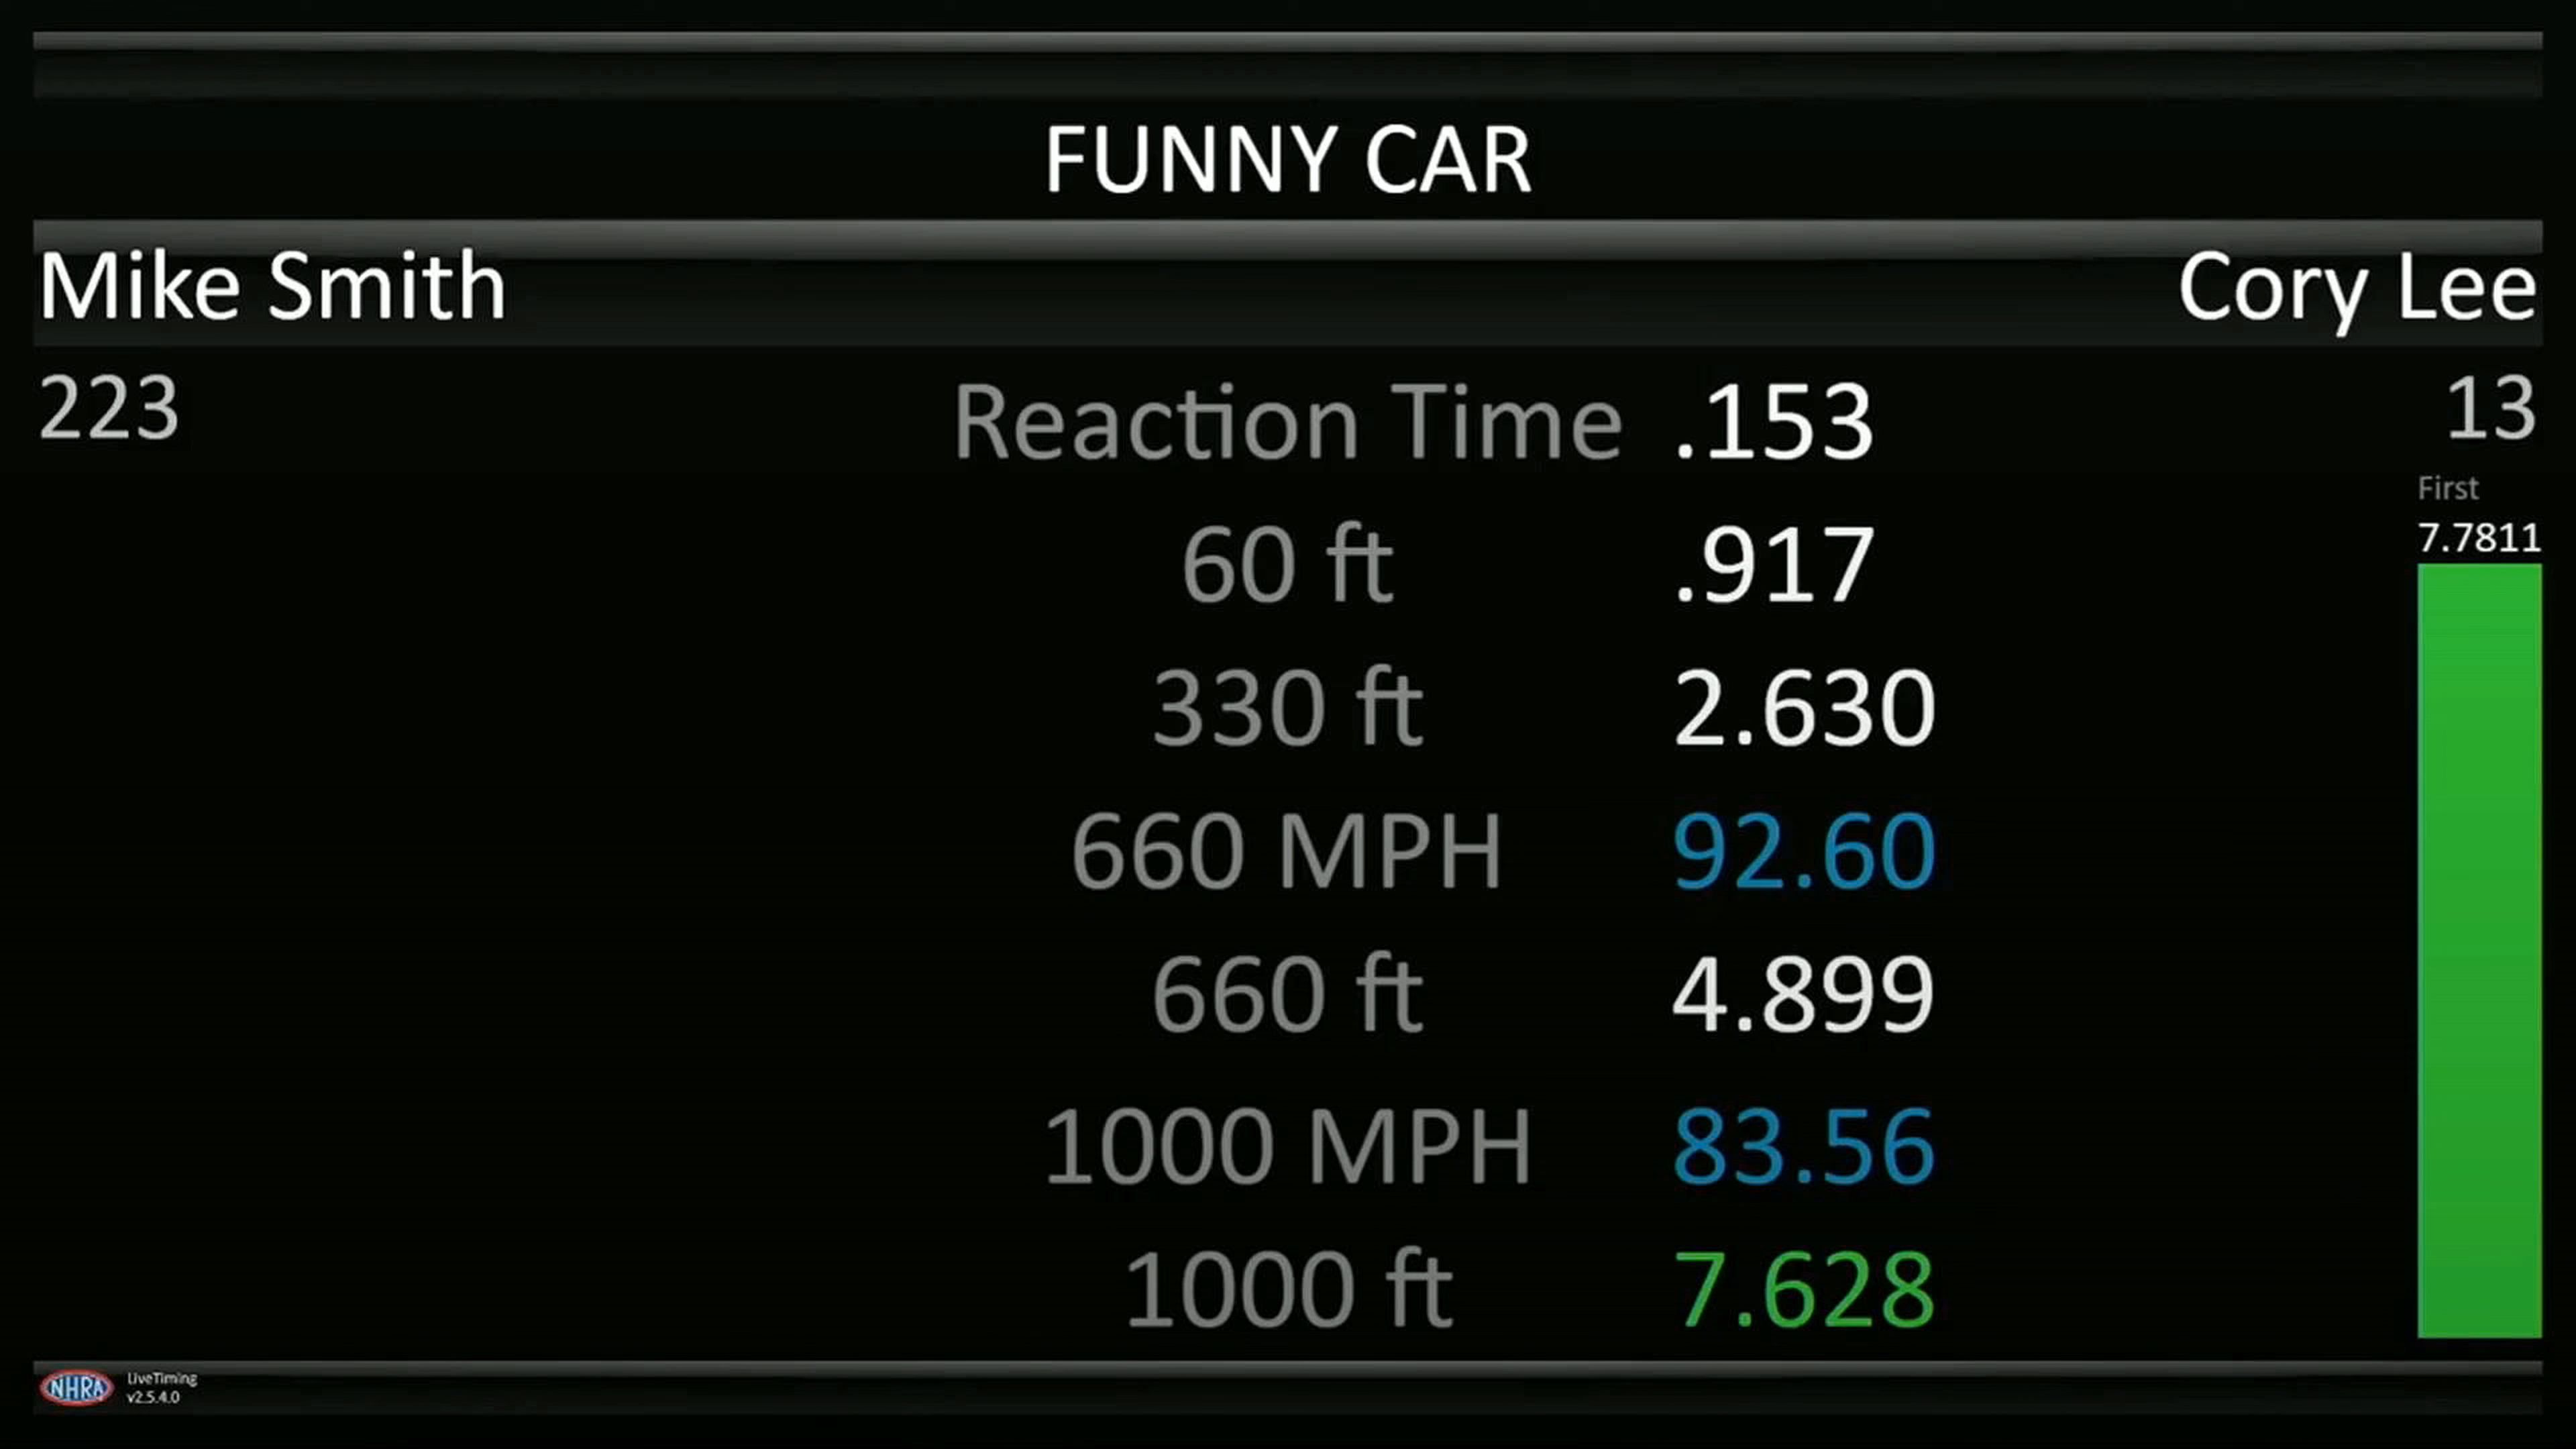 FUNNY CAR
Mike Smith Cory Lee
223 Reaction Time .153 13
First
60 ft .917 7.7811
330 ft 2.630
660 MPH 92.60
660 ft 4.899
1000 MPH 83.56
1000 ft 7.628
NHRA LiveTiming
v2.5.4.0